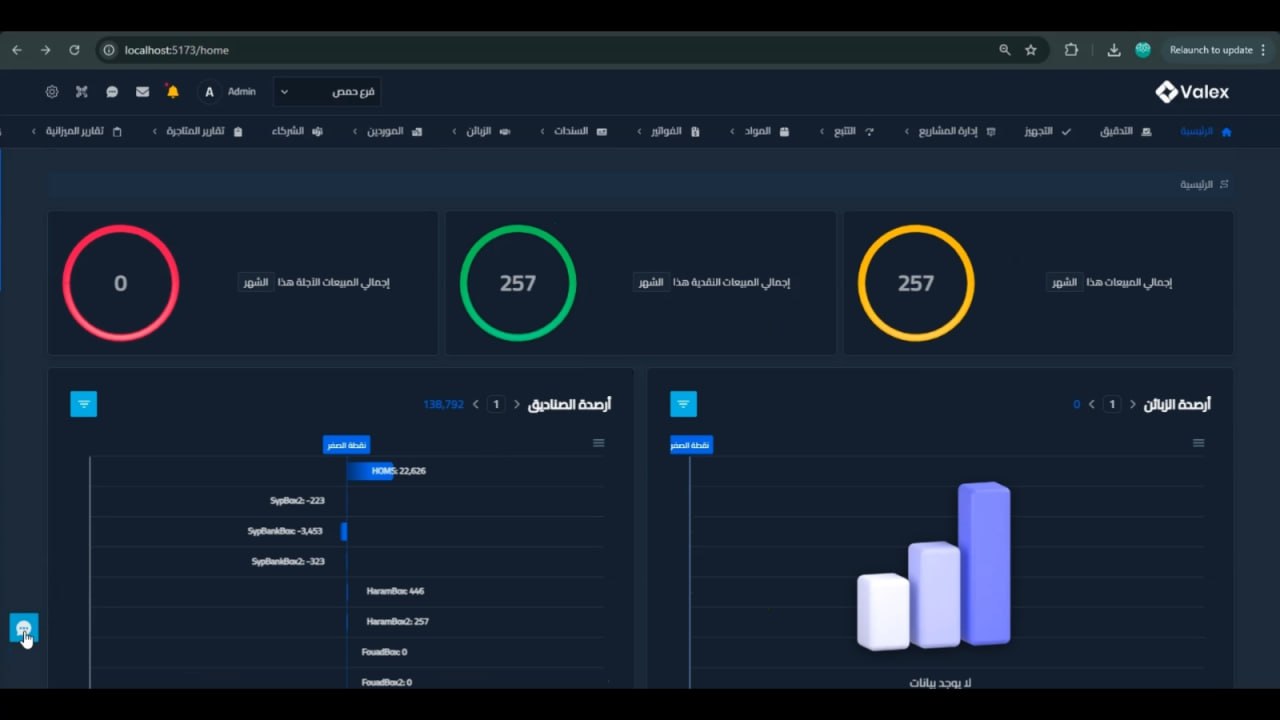 localhost:5173/home
Relaunch to update
Valex
فرع حمص
Admin
A
الرئيسية
التدقيق
التجهيز
إدارة المشاريع
التتبع
المواد
الفواتير
السندات
الزبائن
الموردين
الشركاء
تقارير المتاجرة
تقارير الميزانية
الرئيسية
إجمالي المبيعات هذا الشهر
257
إجمالي المبيعات النقدية هذا الشهر
257
إجمالي المبيعات الآجلة هذا الشهر
0
أرصدة الزبائن
1
0
نقطة الصفر
لا يوجد بيانات
أرصدة الصناديق
1
138,792
نقطة الصفر
HOMS: 22,626
SypBox2: -223
SypBankBox: -3,453
SypBankBox2: -323
HaramBox: 446
HaramBox2: 257
FouadBox: 0
FouadBox2: 0